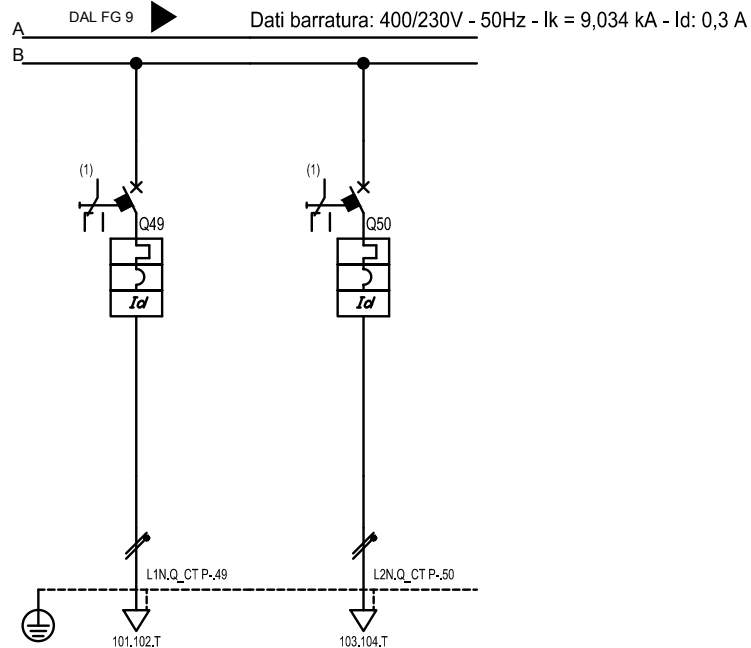 DAL FG 9
Dati barratura: 400/230V - 50Hz - Ik = 9,034 kA - Id: 0,3 A
A
B
(1)
(1)
Q49
Q50
Id
Id
L1N.Q_CT P-.49
L2N.Q_CT P-.50
101.102.T
103.104.T